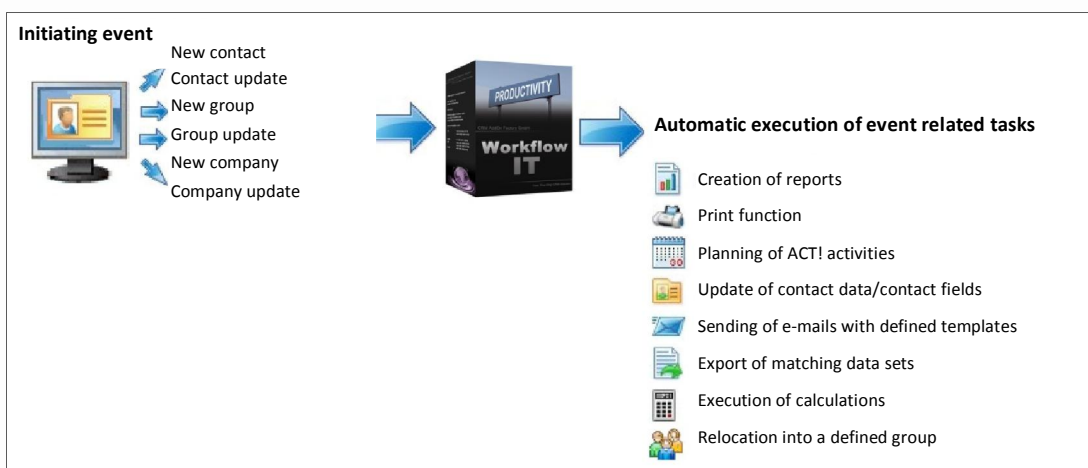 Initiating event
New contact
Contact update
New group
Group update
New company
Company update
PRODUCTIVITY
Workflow
IT
Automatic execution of event related tasks
Creation of reports
Print function
Planning of ACT! activities
Update of contact data/contact fields
Sending of e-mails with defined templates
Export of matching data sets
Execution of calculations
Relocation into a defined group